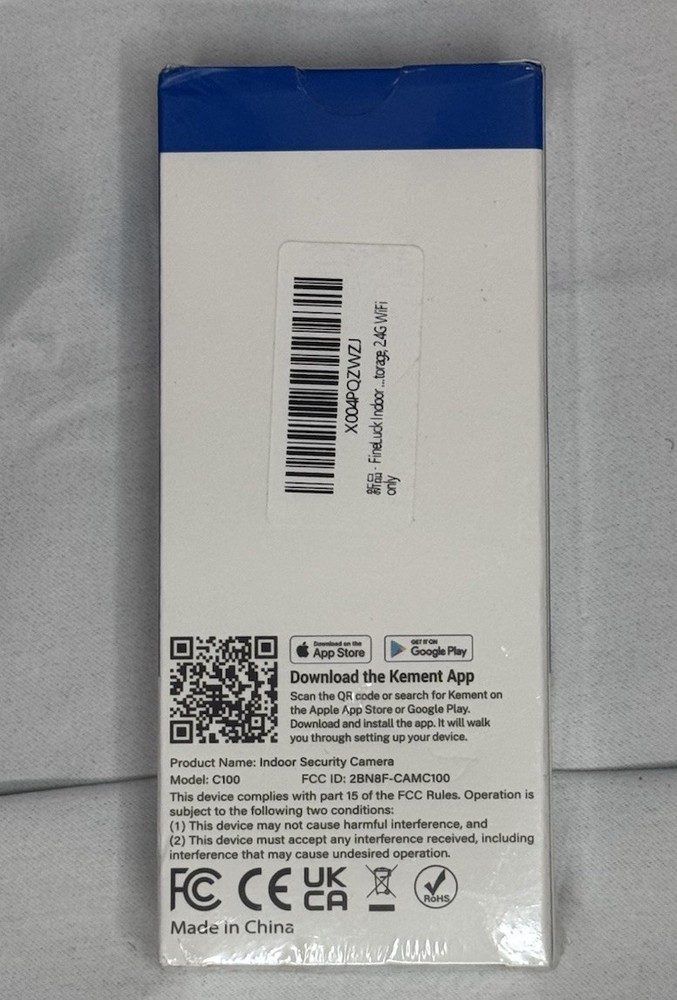 X004PQZWZJ
新品 - FineLuck Indoor ...torage, 2.4G WiFi
only
Download on the
App Store
GET IT ON
Google Play
Download the Kement App
Scan the QR code or search for Kement on
the Apple App Store or Google Play.
Download and install the app. It will walk
you through setting up your device.
Product Name: Indoor Security Camera
Model: C100 FCC ID: 2BN8F-CAMC100
This device complies with part 15 of the FCC Rules. Operation is
subject to the following two conditions:
(1) This device may not cause harmful interference, and
(2) This device must accept any interference received, including
interference that may cause undesired operation.
FC CE UK
CA
RoHS
Made in China